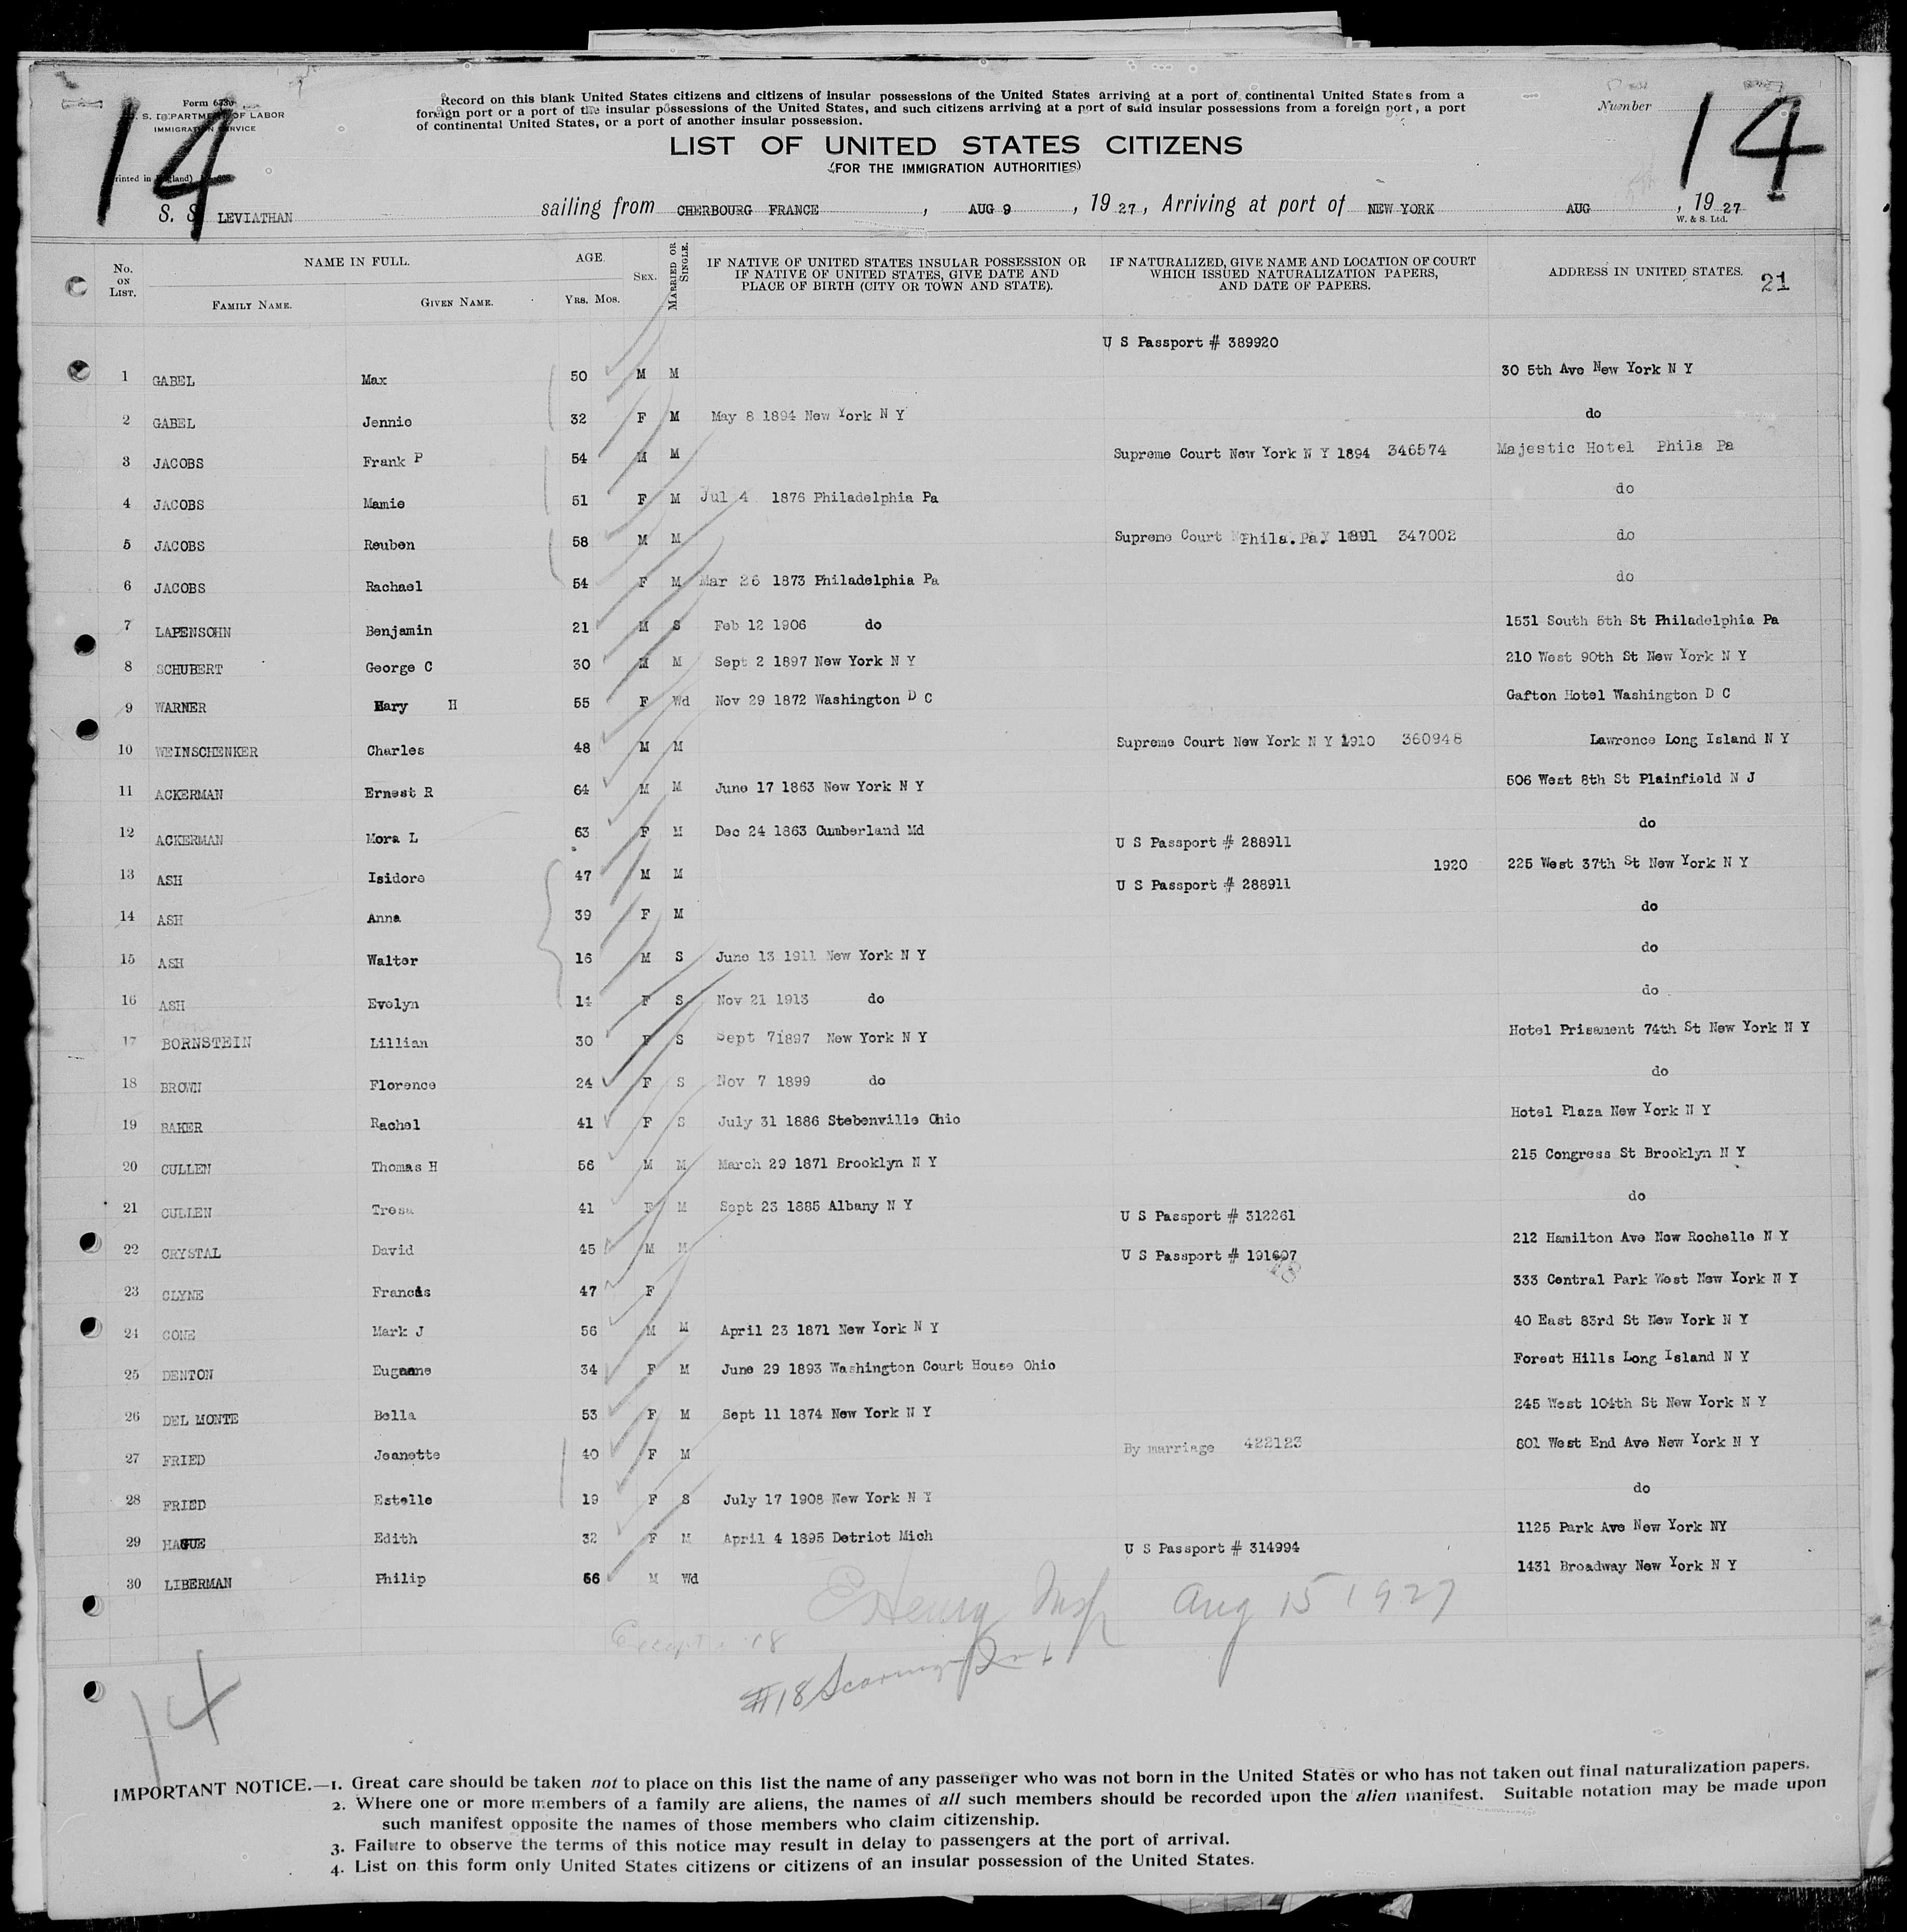 Form 630
U. S. DEPARTMENT OF LABOR
IMMIGRATION SERVICE
14
Record on this blank United States citizens and citizens of insular possessions of the United States arriving at a port of continental United States from a
foreign port or a port of the insular possessions of the United States, and such citizens arriving at a port of said insular possessions from a foreign port, a port
of continental United States, or a port of another insular possession.
Number
14
LIST OF UNITED STATES CITIZENS
(FOR THE IMMIGRATION AUTHORITIES)
S. S. LEVIATHAN sailing from CHERBOURG FRANCE , AUG 9 , 19 27, Arriving at port of NEW YORK AUG , 19 27
W. & S. Ltd.
No. ON LIST. NAME IN FULL. FAMILY NAME. GIVEN NAME. AGE. YRS. MOS. SEX. MARRIED OR SINGLE. IF NATIVE OF UNITED STATES INSULAR POSSESSION OR IF NATIVE OF UNITED STATES, GIVE DATE AND PLACE OF BIRTH (CITY OR TOWN AND STATE). IF NATURALIZED, GIVE NAME AND LOCATION OF COURT WHICH ISSUED NATURALIZATION PAPERS, AND DATE OF PAPERS. ADDRESS IN UNITED STATES. 21
U S Passport # 389920
1 GABEL Max 50 M M 30 5th Ave New York N Y
2 GABEL Jennie 32 F M May 8 1894 New York N Y do
3 JACOBS Frank P 54 M M Supreme Court New York N Y 1894 346574 Majestic Hotel Phila Pa
4 JACOBS Mamie 51 F M Jul 4 1876 Philadelphia Pa do
5 JACOBS Reuben 58 M M Supreme Court Phila. Pa. 1891 347002 do
6 JACOBS Rachael 54 F M Mar 26 1873 Philadelphia Pa do
7 LAPENSOHN Benjamin 21 M S Feb 12 1906 do 1531 South 5th St Philadelphia Pa
8 SCHUBERT George C 30 M M Sept 2 1897 New York N Y 210 West 90th St New York N Y
9 WARNER Mary H 55 F Wd Nov 29 1872 Washington D C Gafton Hotel Washington D C
10 WEINSCHENKER Charles 48 M M Supreme Court New York N Y 1910 360948 Lawrence Long Island N Y
11 ACKERMAN Ernest R 64 M M June 17 1863 New York N Y 506 West 8th St Plainfield N J
12 ACKERMAN Mora L 63 F M Dec 24 1863 Cumberland Md do
U S Passport # 288911
13 ASH Isidore 47 M M 1920 225 West 37th St New York N Y
U S Passport # 288911
14 ASH Anna 39 F M do
15 ASH Walter 16 M S June 13 1911 New York N Y do
16 ASH Evelyn 14 F S Nov 21 1913 do do
17 BORNSTEIN Lillian 30 F S Sept 7 1897 New York N Y Hotel Prisament 74th St New York N Y
18 BROWN Florence 24 F S Nov 7 1899 do do
19 BAKER Rachel 41 F S July 31 1886 Stebenville Ohio Hotel Plaza New York N Y
20 CULLEN Thomas H 56 M M March 29 1871 Brooklyn N Y 215 Congress St Brooklyn N Y
21 CULLEN Tresa 41 F M Sept 23 1885 Albany N Y do
U S Passport # 312261
22 CRYSTAL David 45 M M 212 Hamilton Ave New Rochelle N Y
U S Passport #
23 CLYNE Francis 47 F 333 Central Park West New York N Y
24 CONE Mark J 56 M M April 23 1871 New York N Y 40 East 83rd St New York N Y
25 DENTON Eugeane 34 F M June 29 1893 Washington Court House Ohio Forest Hills Long Island N Y
26 DEL MONTE Bella 53 F M Sept 11 1874 New York N Y 245 West 104th St New York N Y
27 FRIED Jeanette 40 F M By marriage 422123 801 West End Ave New York N Y
28 FRIED Estelle 19 F S July 17 1908 New York N Y do
29 HAGUE Edith 32 F M April 4 1895 Detriot Mich 1125 Park Ave New York NY
U S Passport # 314994
30 LIBERMAN Philip 56 M Wd 1431 Broadway New York N Y
E Henry Insp Aug 15 1927
Except 18
#18
14
IMPORTANT NOTICE.—1. Great care should be taken not to place on this list the name of any passenger who was not born in the United States or who has not taken out final naturalization papers.
2. Where one or more members of a family are aliens, the names of all such members should be recorded upon the alien manifest. Suitable notation may be made upon
such manifest opposite the names of those members who claim citizenship.
3. Failure to observe the terms of this notice may result in delay to passengers at the port of arrival.
4. List on this form only United States citizens or citizens of an insular possession of the United States.